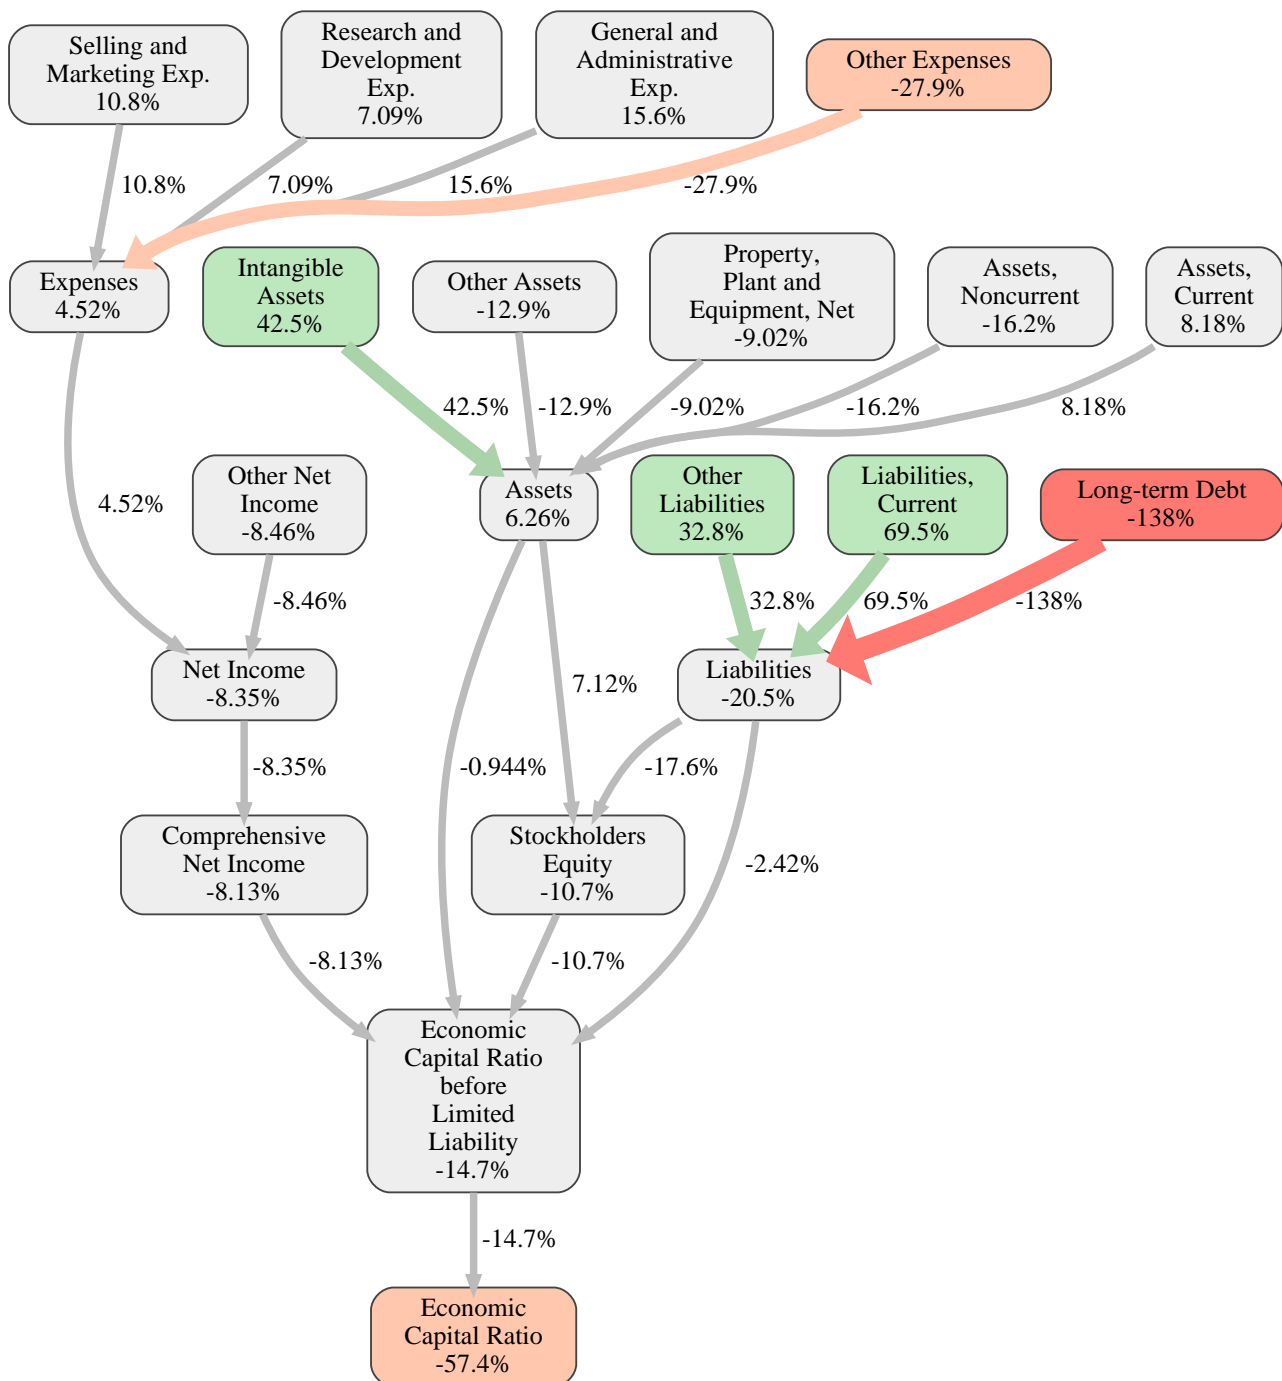 Selling and
Marketing Exp.
10.8%
Research and
Development
Exp.
7.09%
General and
Administrative
Exp.
15.6%
Other Expenses
-27.9%
10.8%
7.09%
15.6%
-27.9%
Expenses
4.52%
Intangible
Assets
42.5%
Other Assets
-12.9%
Property,
Plant and
Equipment, Net
-9.02%
Assets,
Noncurrent
-16.2%
Assets,
Current
8.18%
42.5%
-12.9%
-9.02%
-16.2%
8.18%
4.52%
Other Net
Income
-8.46%
Assets
6.26%
Other
Liabilities
32.8%
Liabilities,
Current
69.5%
Long-term Debt
-138%
-8.46%
32.8%
69.5%
-138%
Net Income
-8.35%
7.12%
Liabilities
-20.5%
-8.35%
-0.944%
-17.6%
Comprehensive
Net Income
-8.13%
Stockholders
Equity
-10.7%
-2.42%
-8.13%
-10.7%
Economic
Capital Ratio
before
Limited
Liability
-14.7%
-14.7%
Economic
Capital Ratio
-57.4%